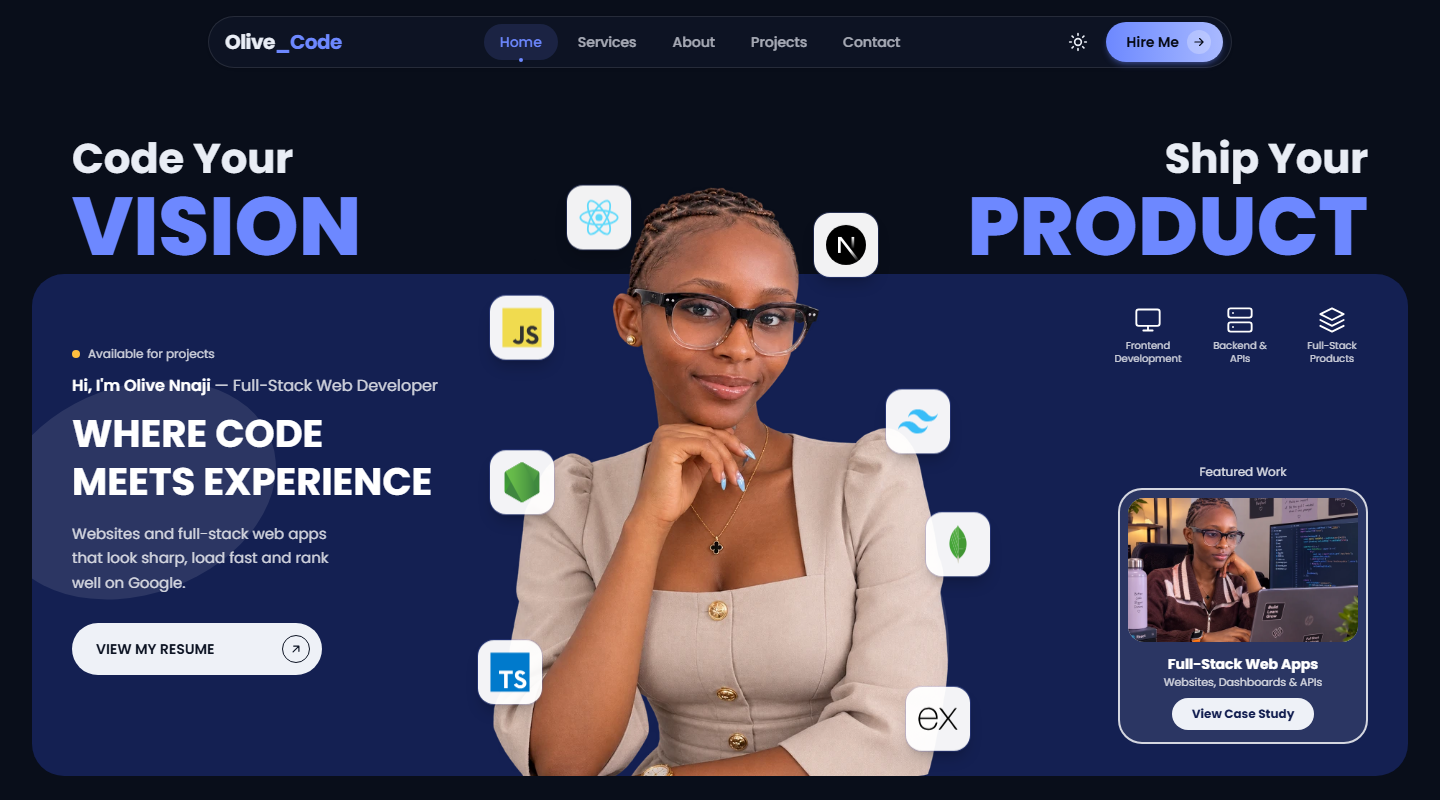 Olive_Code
Home
Services
About
Projects
Contact
Hire Me
Code Your
VISION
Ship Your
PRODUCT
N
JS
Available for projects
Hi, I'm Olive Nnaji — Full-Stack Web Developer
WHERE CODE
MEETS EXPERIENCE
Websites and full-stack web apps
that look sharp, load fast and rank
well on Google.
VIEW MY RESUME
TS
ex
Frontend
Development
Backend &
APIs
Full-Stack
Products
Featured Work
Full-Stack Web Apps
Websites, Dashboards & APIs
View Case Study